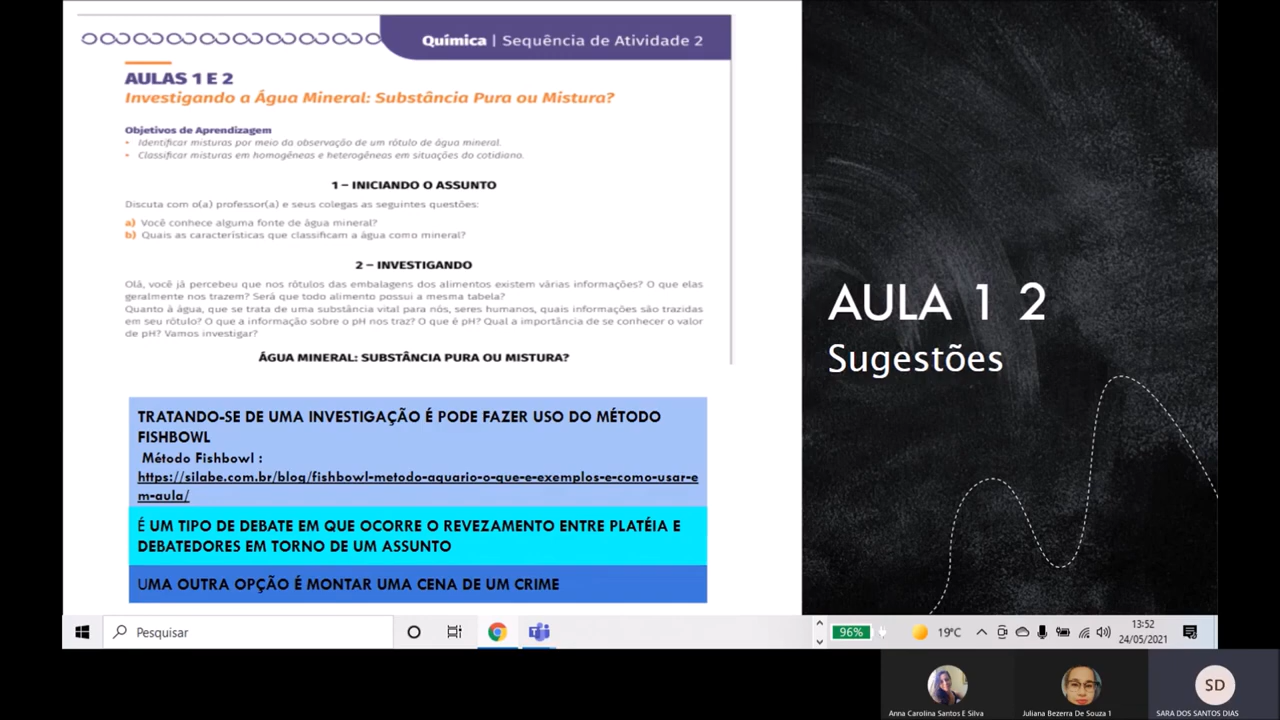 Química | Sequência de Atividade 2
AULAS 1 E 2
Investigando a Água Mineral: Substância Pura ou Mistura?
Objetivos de Aprendizagem
• Identificar misturas por meio da observação de um rótulo de água mineral.
• Classificar misturas em homogêneas e heterogêneas em situações do cotidiano.
1 – INICIANDO O ASSUNTO
Discuta com o(a) professor(a) e seus colegas as seguintes questões:
a) Você conhece alguma fonte de água mineral?
b) Quais as características que classificam a água como mineral?
2 – INVESTIGANDO
Olá, você já percebeu que nos rótulos das embalagens dos alimentos existem várias informações? O que elas
geralmente nos trazem? Será que todo alimento possui a mesma tabela?
Quanto à água, que se trata de uma substância vital para nós, seres humanos, quais informações são trazidas
em seu rótulo? O que a informação sobre o pH nos traz? O que é pH? Qual a importância de se conhecer o valor
de pH? Vamos investigar?
ÁGUA MINERAL: SUBSTÂNCIA PURA OU MISTURA?
TRATANDO-SE DE UMA INVESTIGAÇÃO É PODE FAZER USO DO MÉTODO
FISHBOWL
Método Fishbowl :
https://silabe.com.br/blog/fishbowl-metodo-aquario-o-que-e-exemplos-e-como-usar-e
m-aula/
É UM TIPO DE DEBATE EM QUE OCORRE O REVEZAMENTO ENTRE PLATÉIA E
DEBATEDORES EM TORNO DE UM ASSUNTO
UMA OUTRA OPÇÃO É MONTAR UMA CENA DE UM CRIME
AULA 1 2
Sugestões
Pesquisar
96%
19°C
13:52
24/05/2021
SD
Anna Carolina Santos E Silva
Juliana Bezerra De Souza 1
SARA DOS SANTOS DIAS